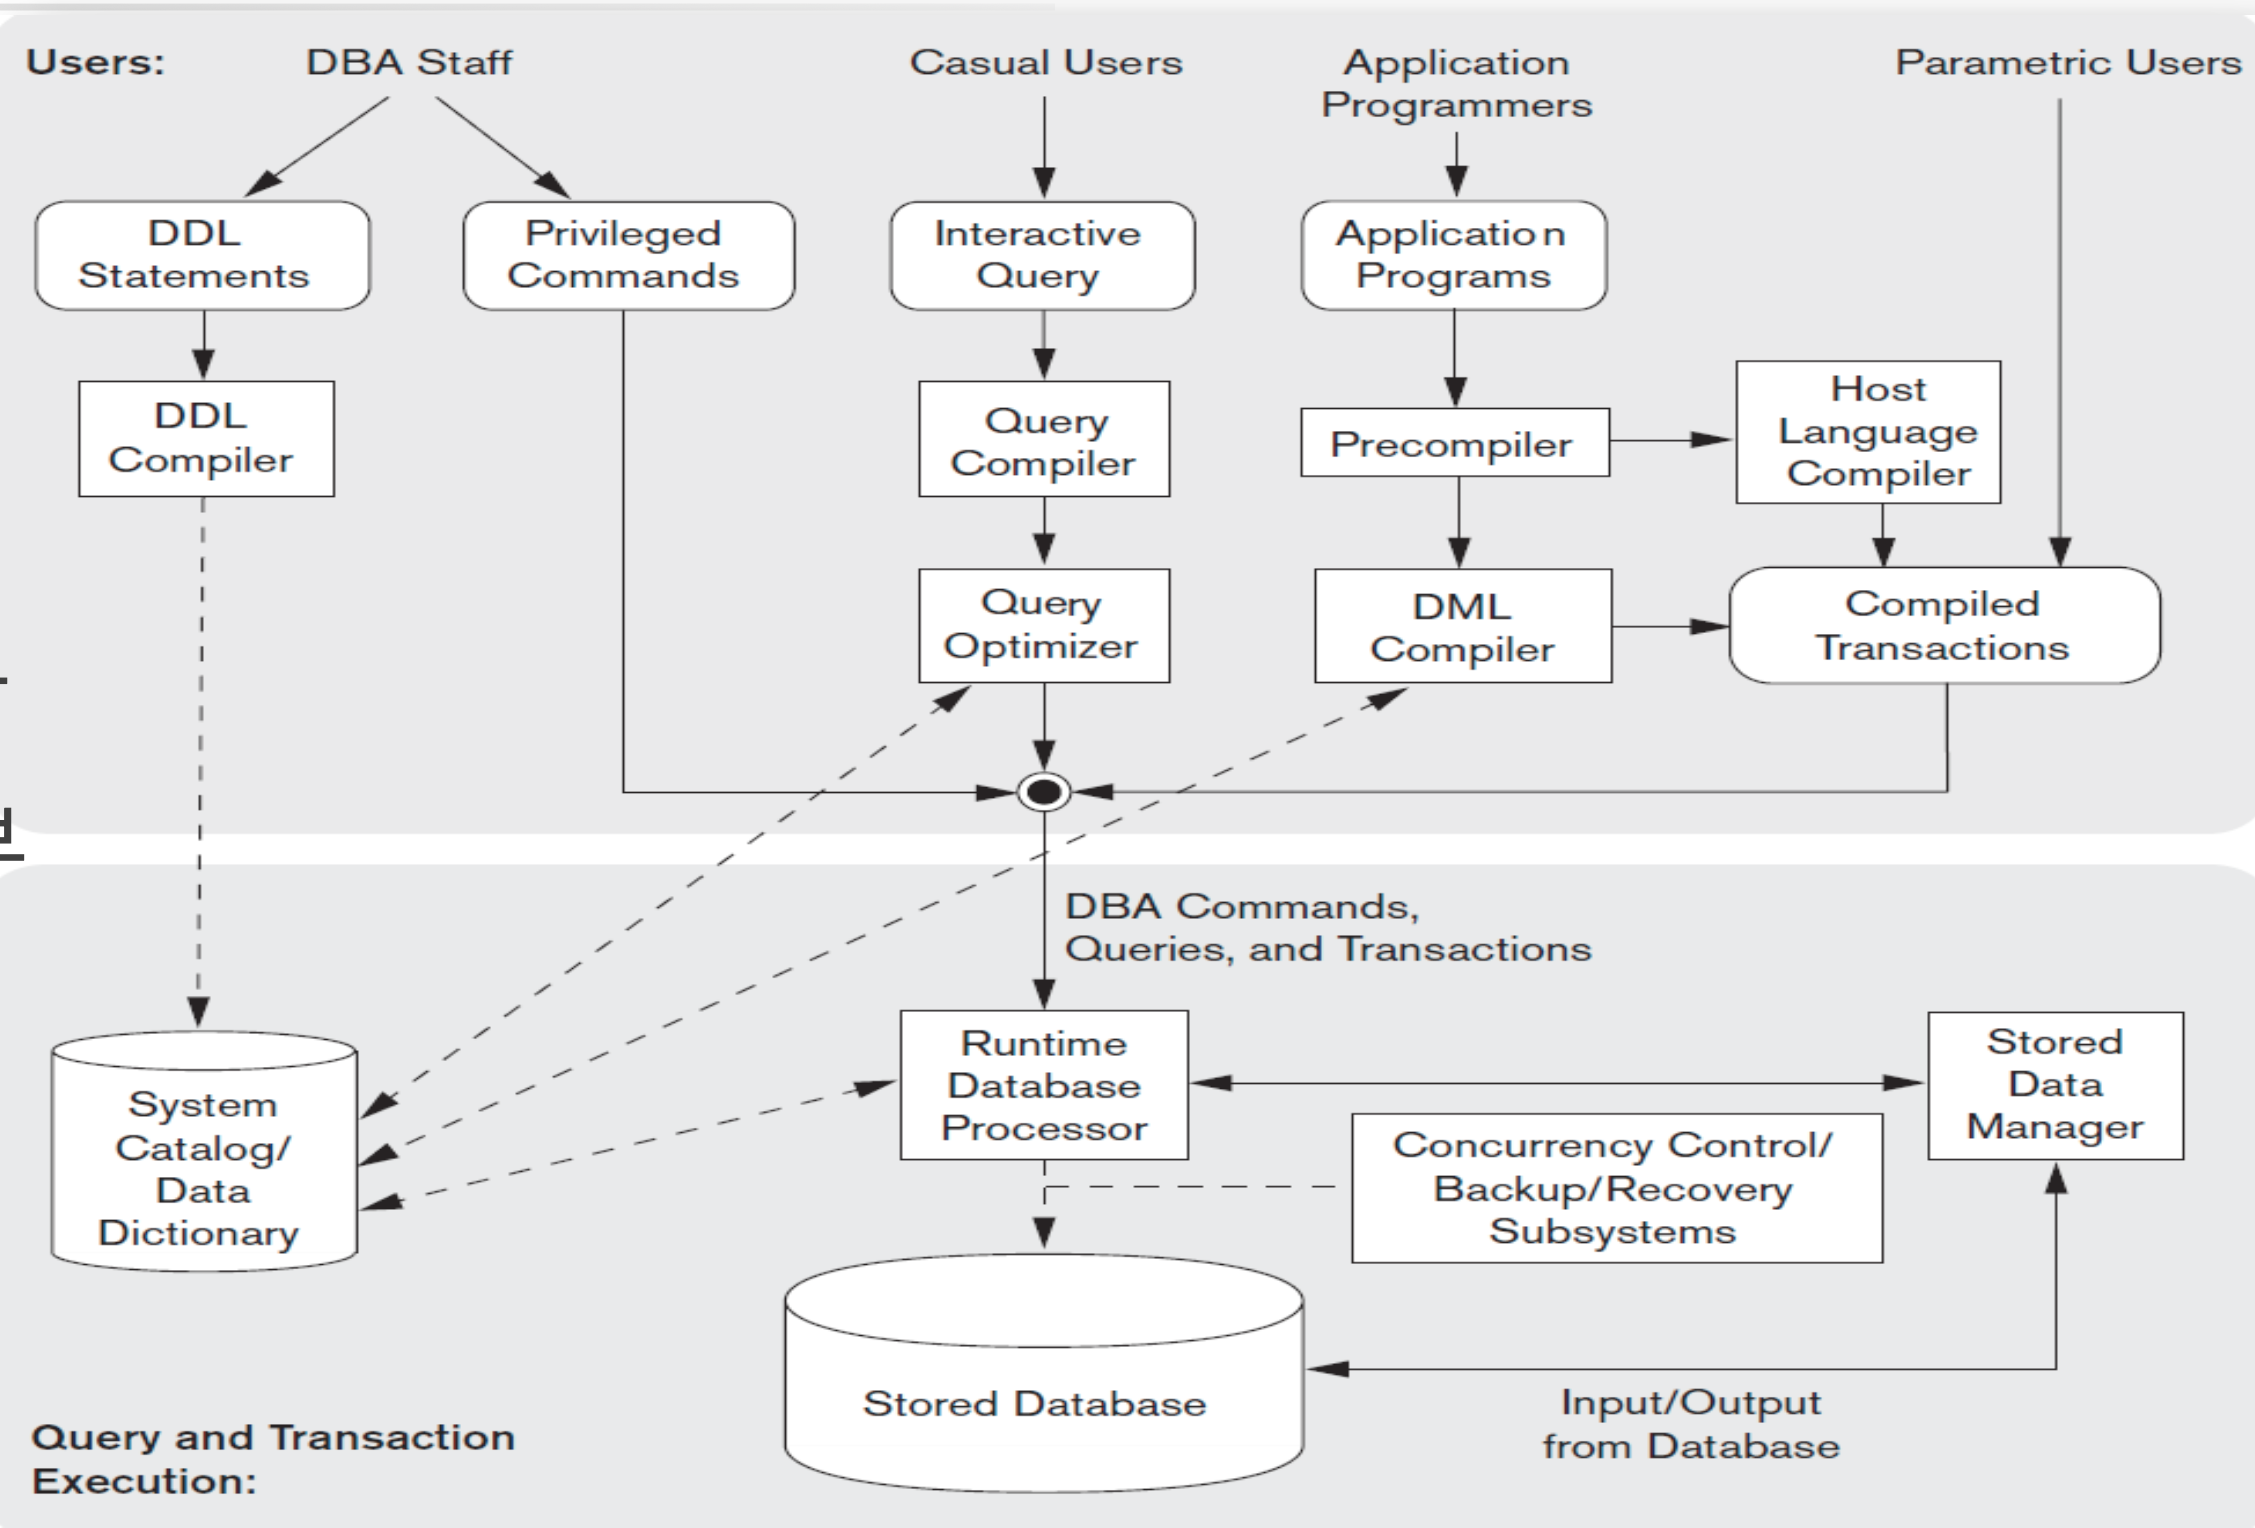 Users:
DBA Staff
Casual Users
Application
Programmers
Parametric Users
DDL
Statements
Privileged
Commands
Interactive
Query
Application
Programs
DDL
Compiler
Query
Compiler
Precompiler
Host
Language
Compiler
Query
Optimizer
DML
Compiler
Compiled
Transactions
DBA Commands,
Queries, and Transactions
System
Catalog/
Data
Dictionary
Runtime
Database
Processor
Stored
Data
Manager
Concurrency Control/
Backup/Recovery
Subsystems
Stored Database
Input/Output
from Database
Query and Transaction
Execution: